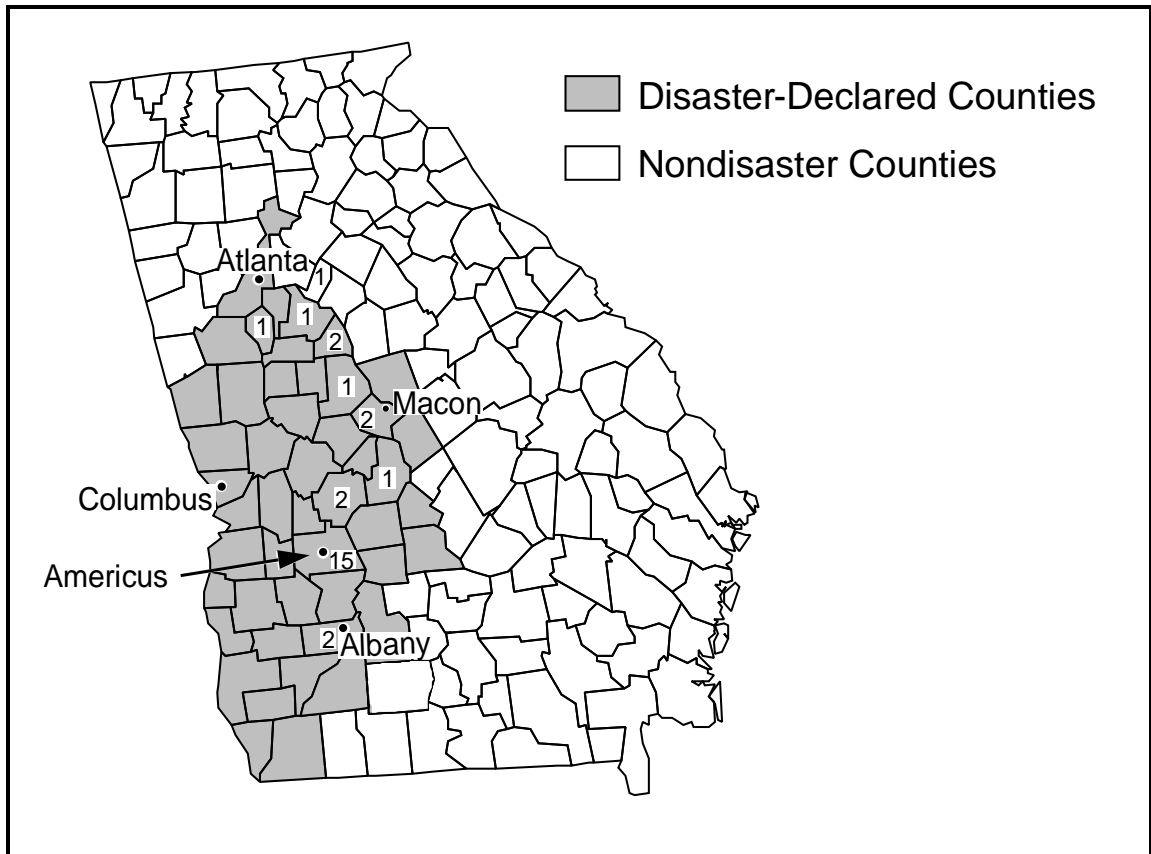 Disaster-Declared Counties
Nondisaster Counties
Atlanta
1
1
1
2
1
Macon
2
1
Columbus
2
15
Americus
2
Albany